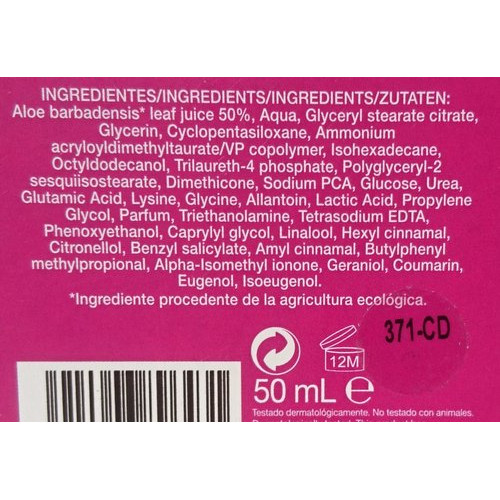 INGREDIENTES/INGREDIENTS/INGREDIENTS/ZUTATEN:
Aloe barbadensis* leaf juice 50%, Aqua, Glyceryl stearate citrate,
Glycerin, Cyclopentasiloxane, Ammonium
acryloyldimethyltaurate/VP copolymer, Isohexadecane,
Octyldodecanol, Trilaureth-4 phosphate, Polyglyceryl-2
sesquiisostearate, Dimethicone, Sodium PCA, Glucose, Urea,
Glutamic Acid, Lysine, Glycine, Allantoin, Lactic Acid, Propylene
Glycol, Parfum, Triethanolamine, Tetrasodium EDTA,
Phenoxyethanol, Caprylyl glycol, Linalool, Hexyl cinnamal,
Citronellol, Benzyl salicylate, Amyl cinnamal, Butylphenyl
methylpropional, Alpha-Isomethyl ionone, Geraniol, Coumarin,
Eugenol, Isoeugenol.
*Ingrediente procedente de la agricultura ecológica.
371-CD
12M
50 mL e
Testado dermatológicamente. No testado con animales.